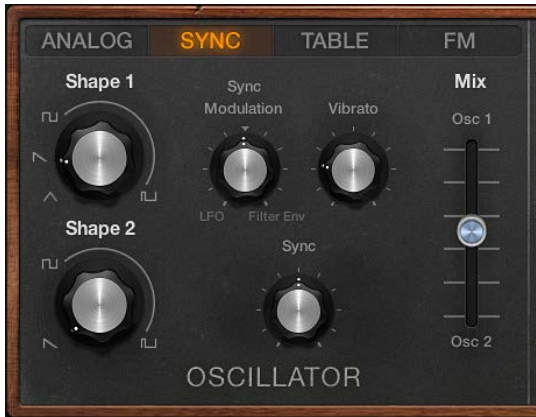 ANALOG SYNC TABLE FM
Shape 1
Sync
Modulation
Vibrato
Mix
Osc 1
LFO Filter Env
Shape 2
Sync
Osc 2
OSCILLATOR